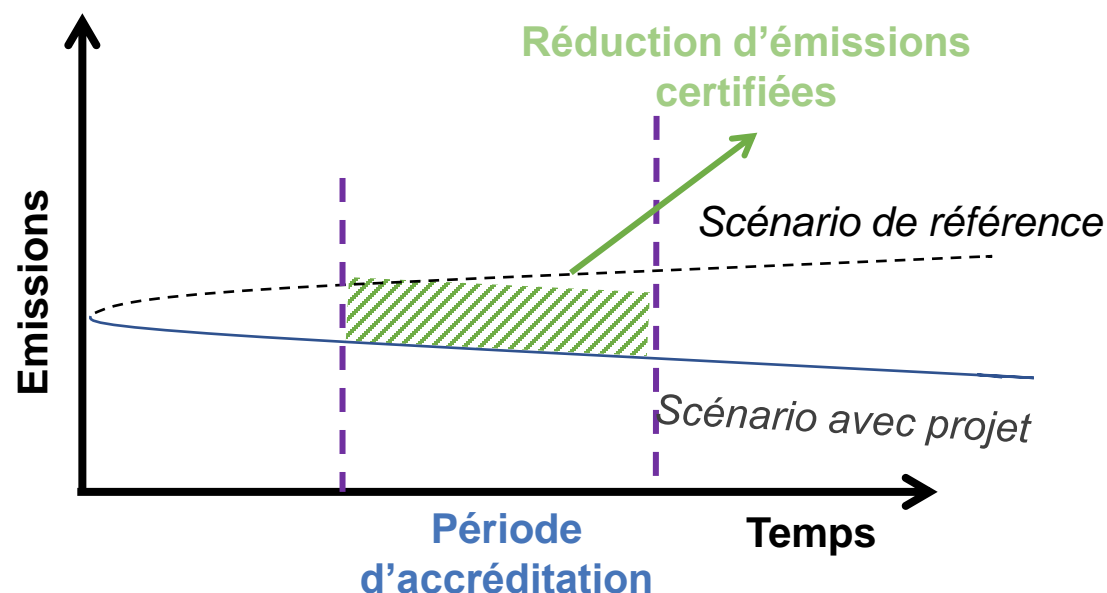 Réduction d’émissions
certifiées
Emissions
Scénario de référence
Scénario avec projet
Période
d’accréditation
Temps